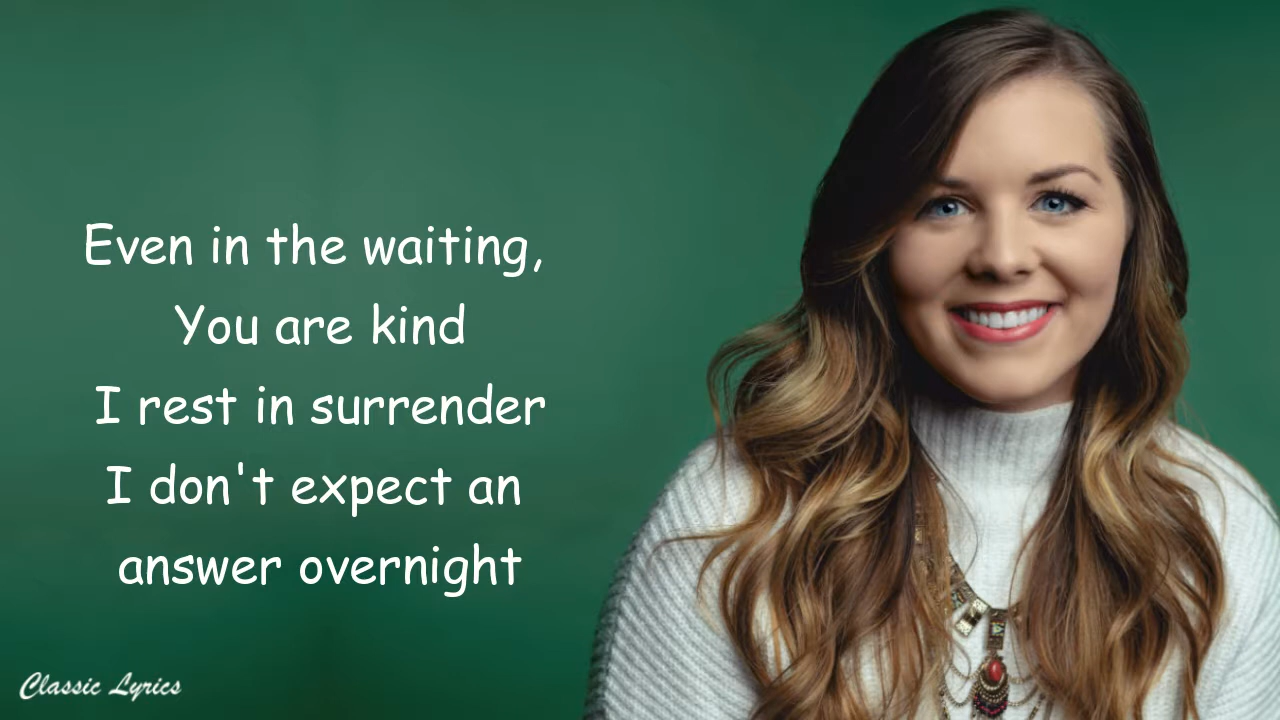 Even in the waiting,
You are kind
I rest in surrender
I don't expect an
answer overnight
Classic Lyrics